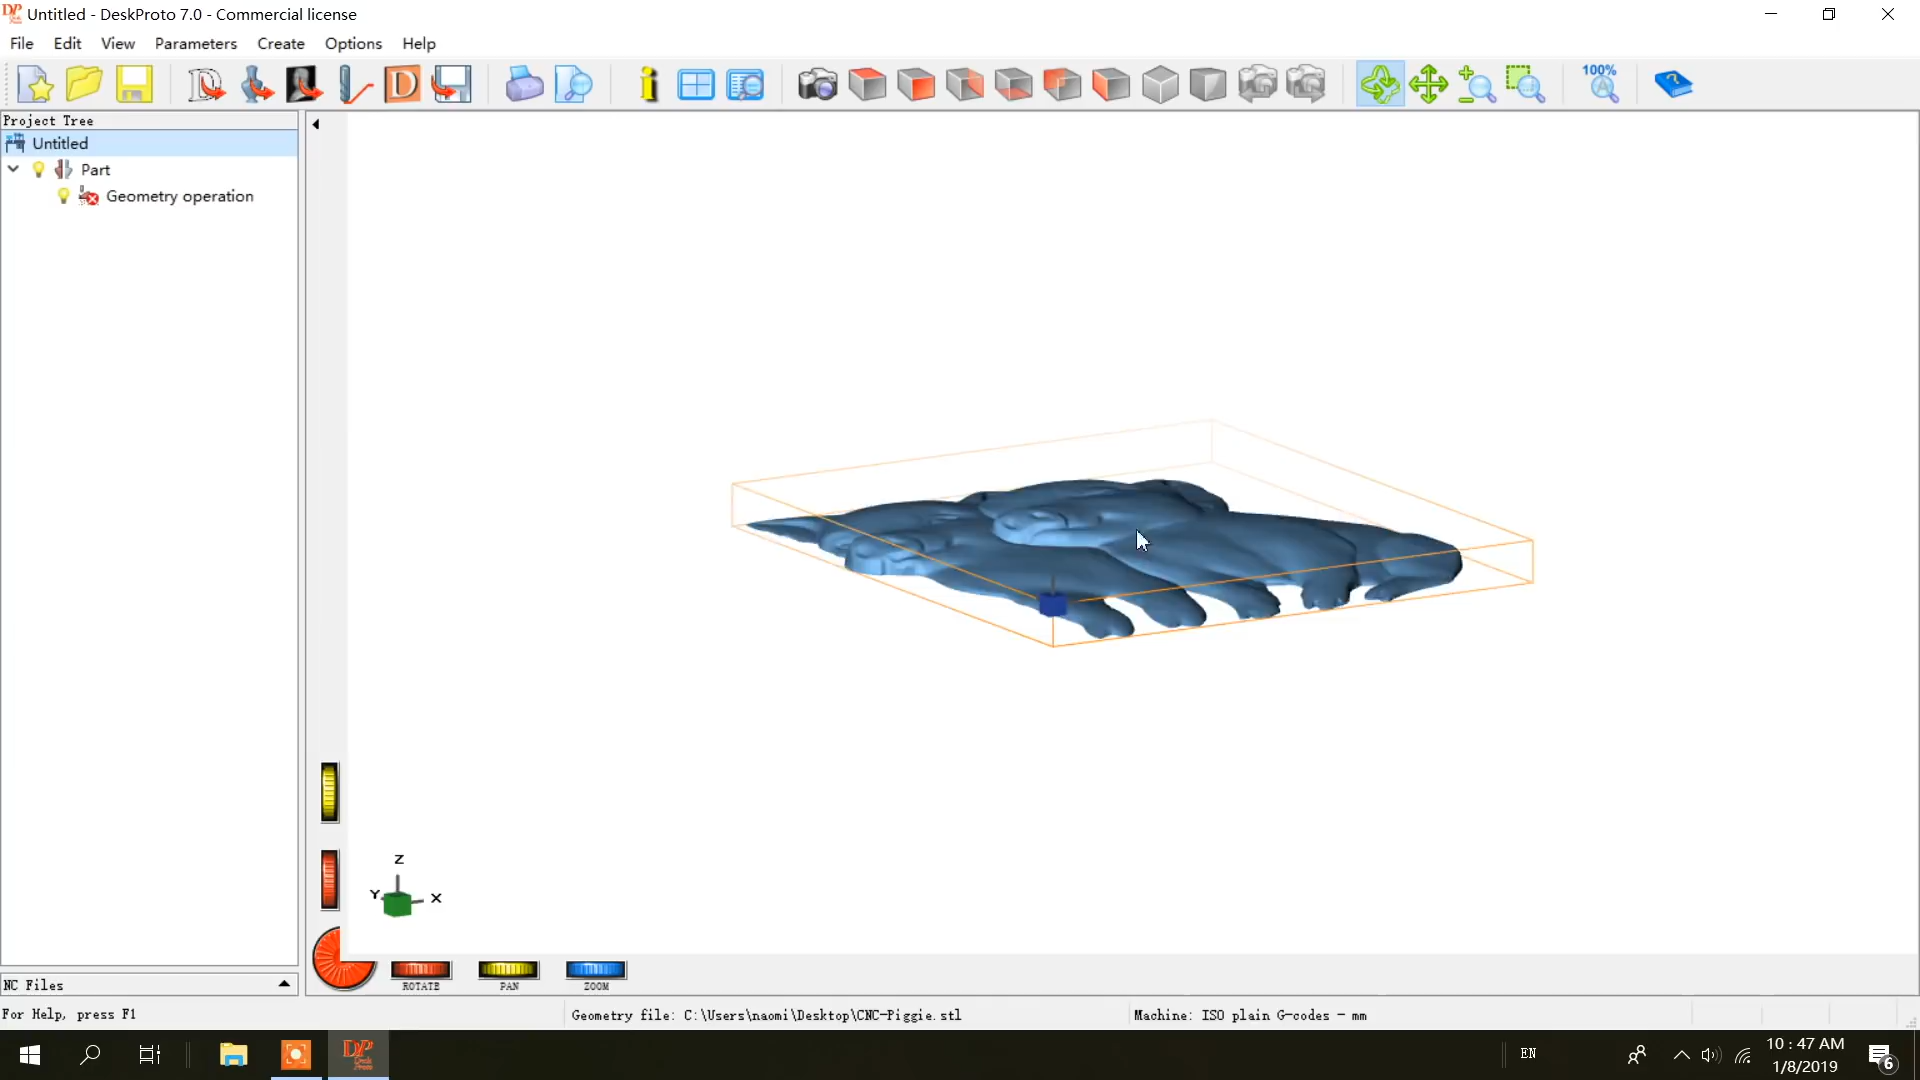 Untitled - DeskProto 7.0 - Commercial license
File Edit View Parameters Create Options Help
100%
Project Tree
Untitled
Part
Geometry operation
Z
Y
X
ROTATE
PAN
ZOOM
NC Files
For Help, press F1
Geometry file: C:\Users\naomi\Desktop\CNC-Piggie.stl
Machine: ISO plain G-codes - mm
EN
10 : 47 AM
1/8/2019
6